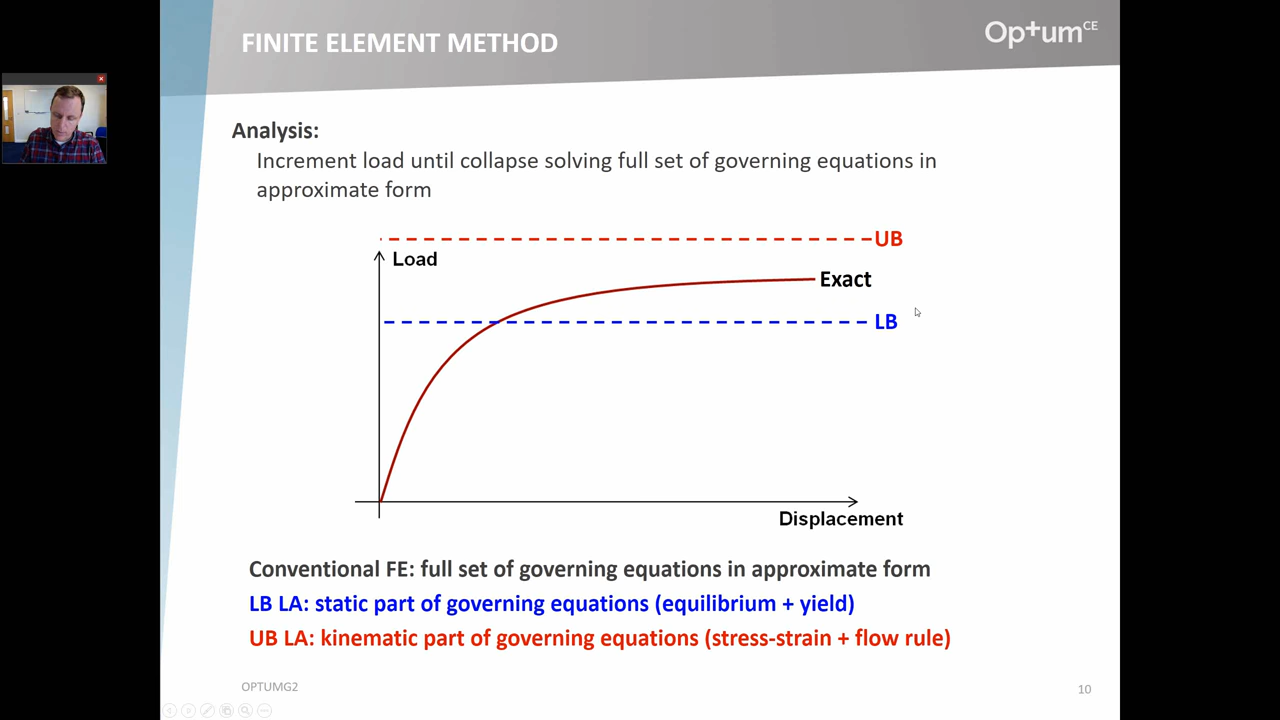 FINITE ELEMENT METHOD
Optum CE
Analysis:
Increment load until collapse solving full set of governing equations in
approximate form
UB
Load
Exact
LB
Displacement
Conventional FE: full set of governing equations in approximate form
LB LA: static part of governing equations (equilibrium + yield)
UB LA: kinematic part of governing equations (stress-strain + flow rule)
OPTUMG2
10